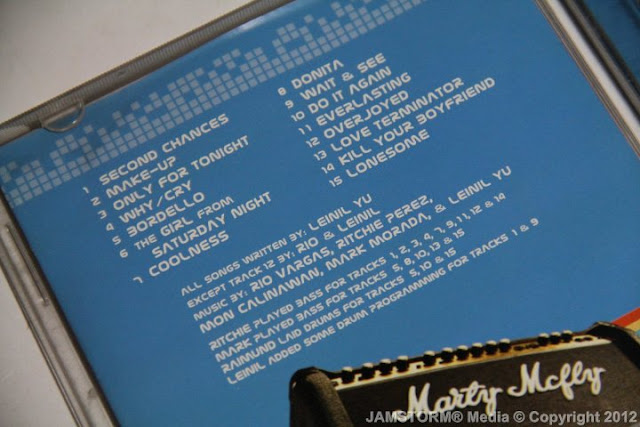 1 SECOND CHANCES
2 MAKE-UP
3 ONLY FOR TONIGHT
4 WHY/CRY
5 BORDELLO
6 THE GIRL FROM
SATURDAY NIGHT
7 COOLNESS
8 DONITA
9 WAIT & SEE
10 DO IT AGAIN
11 EVERLASTING
12 OVERJOYED
13 LOVE TERMINATOR
14 KILL YOUR BOYFRIEND
15 LONESOME
ALL SONGS WRITTEN BY: LEINIL YU
EXCEPT TRACK 12 BY: RIO & LEINIL
MUSIC BY: RIO VARGAS, RITCHIE PEREZ,
MON CALINAWAN, MARK MORADA, & LEINIL YU
RITCHIE PLAYED BASS FOR TRACKS 1, 2, 3, 4, 7, 9, 11, 12 & 14
MARK PLAYED BASS FOR TRACKS 5, 8, 10, 13 & 15
RAIMUND LAID DRUMS FOR TRACKS 5, 10 & 15
LEINIL ADDED SOME DRUM PROGRAMMING FOR TRACKS 1 & 9
Marty Mcfly
JAMSTORM® Media © Copyright 2012